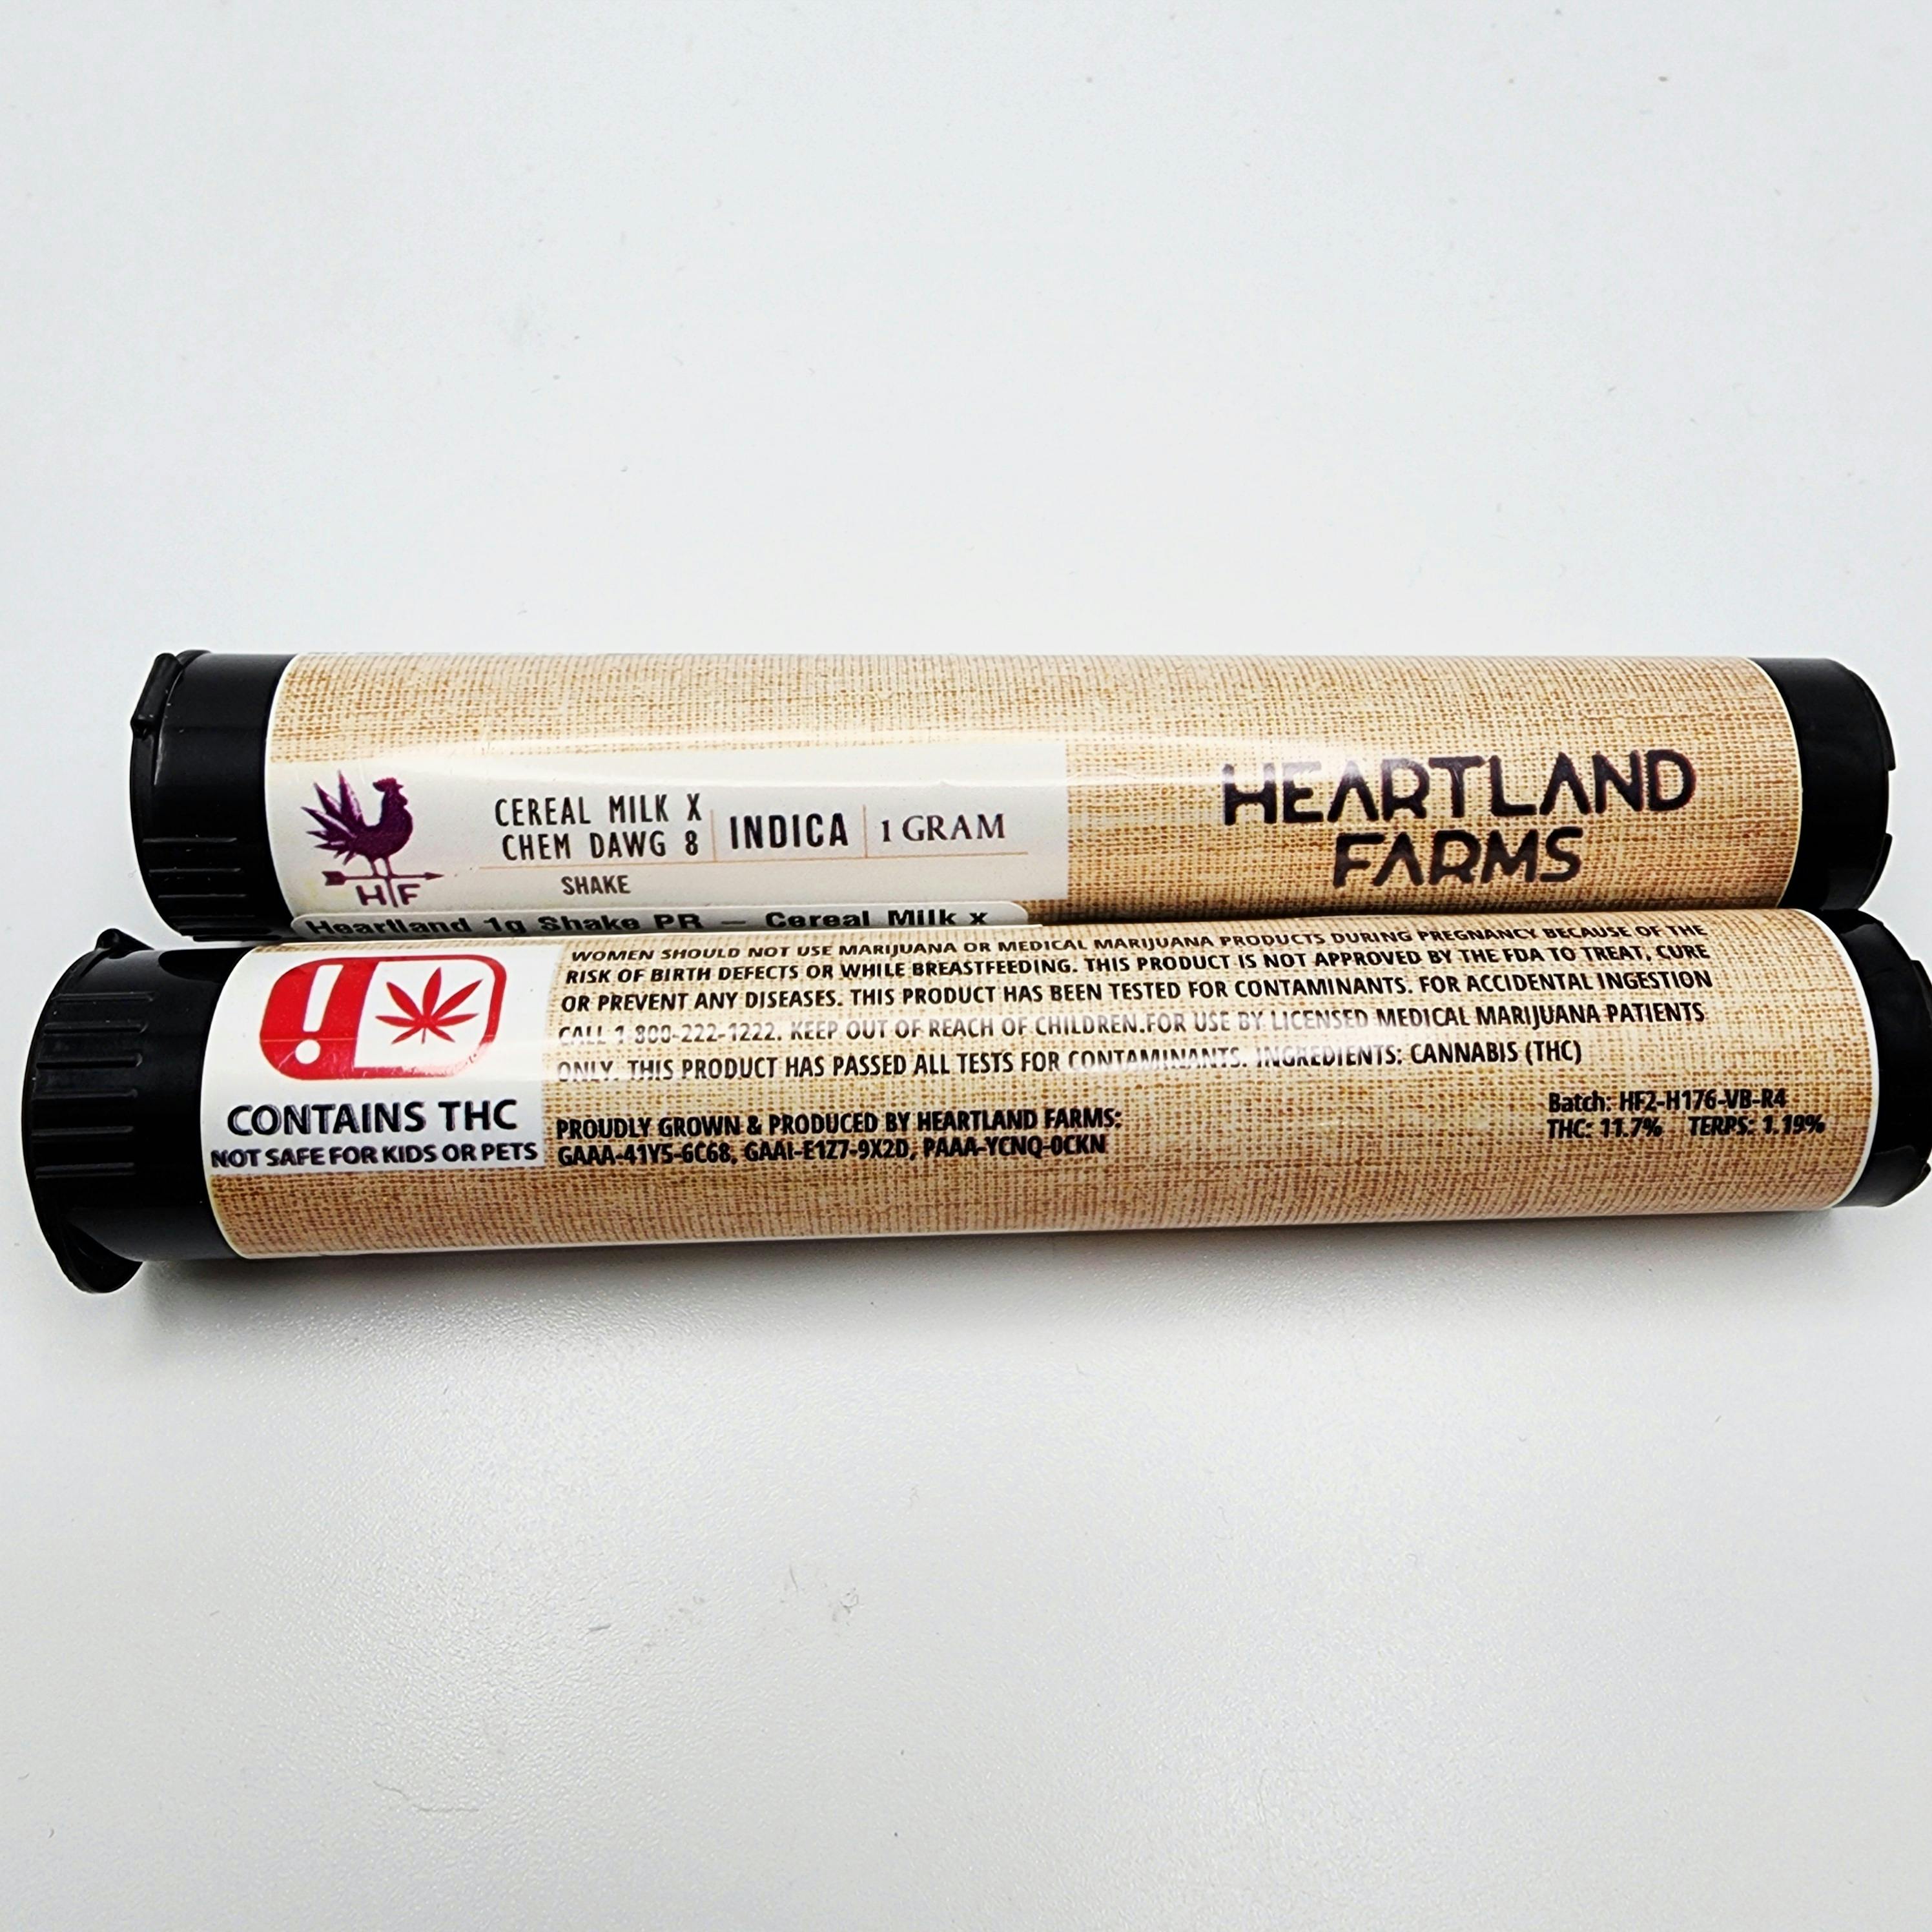 CEREAL MILK X
CHEM DAWG 8
INDICA
1 GRAM
SHAKE
H F
HEARTLAND
FARMS
Heartland 1g Shake PR – Cereal Milk x
CONTAINS THC
NOT SAFE FOR KIDS OR PETS
WOMEN SHOULD NOT USE MARIJUANA OR MEDICAL MARIJUANA PRODUCTS DURING PREGNANCY BECAUSE OF THE
RISK OF BIRTH DEFECTS OR WHILE BREASTFEEDING. THIS PRODUCT IS NOT APPROVED BY THE FDA TO TREAT, CURE
OR PREVENT ANY DISEASES. THIS PRODUCT HAS BEEN TESTED FOR CONTAMINANTS. FOR ACCIDENTAL INGESTION
CALL 1-800-222-1222. KEEP OUT OF REACH OF CHILDREN.FOR USE BY LICENSED MEDICAL MARIJUANA PATIENTS
ONLY. THIS PRODUCT HAS PASSED ALL TESTS FOR CONTAMINANTS. INGREDIENTS: CANNABIS (THC)
PROUDLY GROWN & PRODUCED BY HEARTLAND FARMS:
GAAA-41Y5-6C68, GAAI-E1Z7-9X2D, PAAA-YCNQ-0CKN
Batch: HF2-H176-VB-R4
THC: 11.7% TERPS: 1.19%